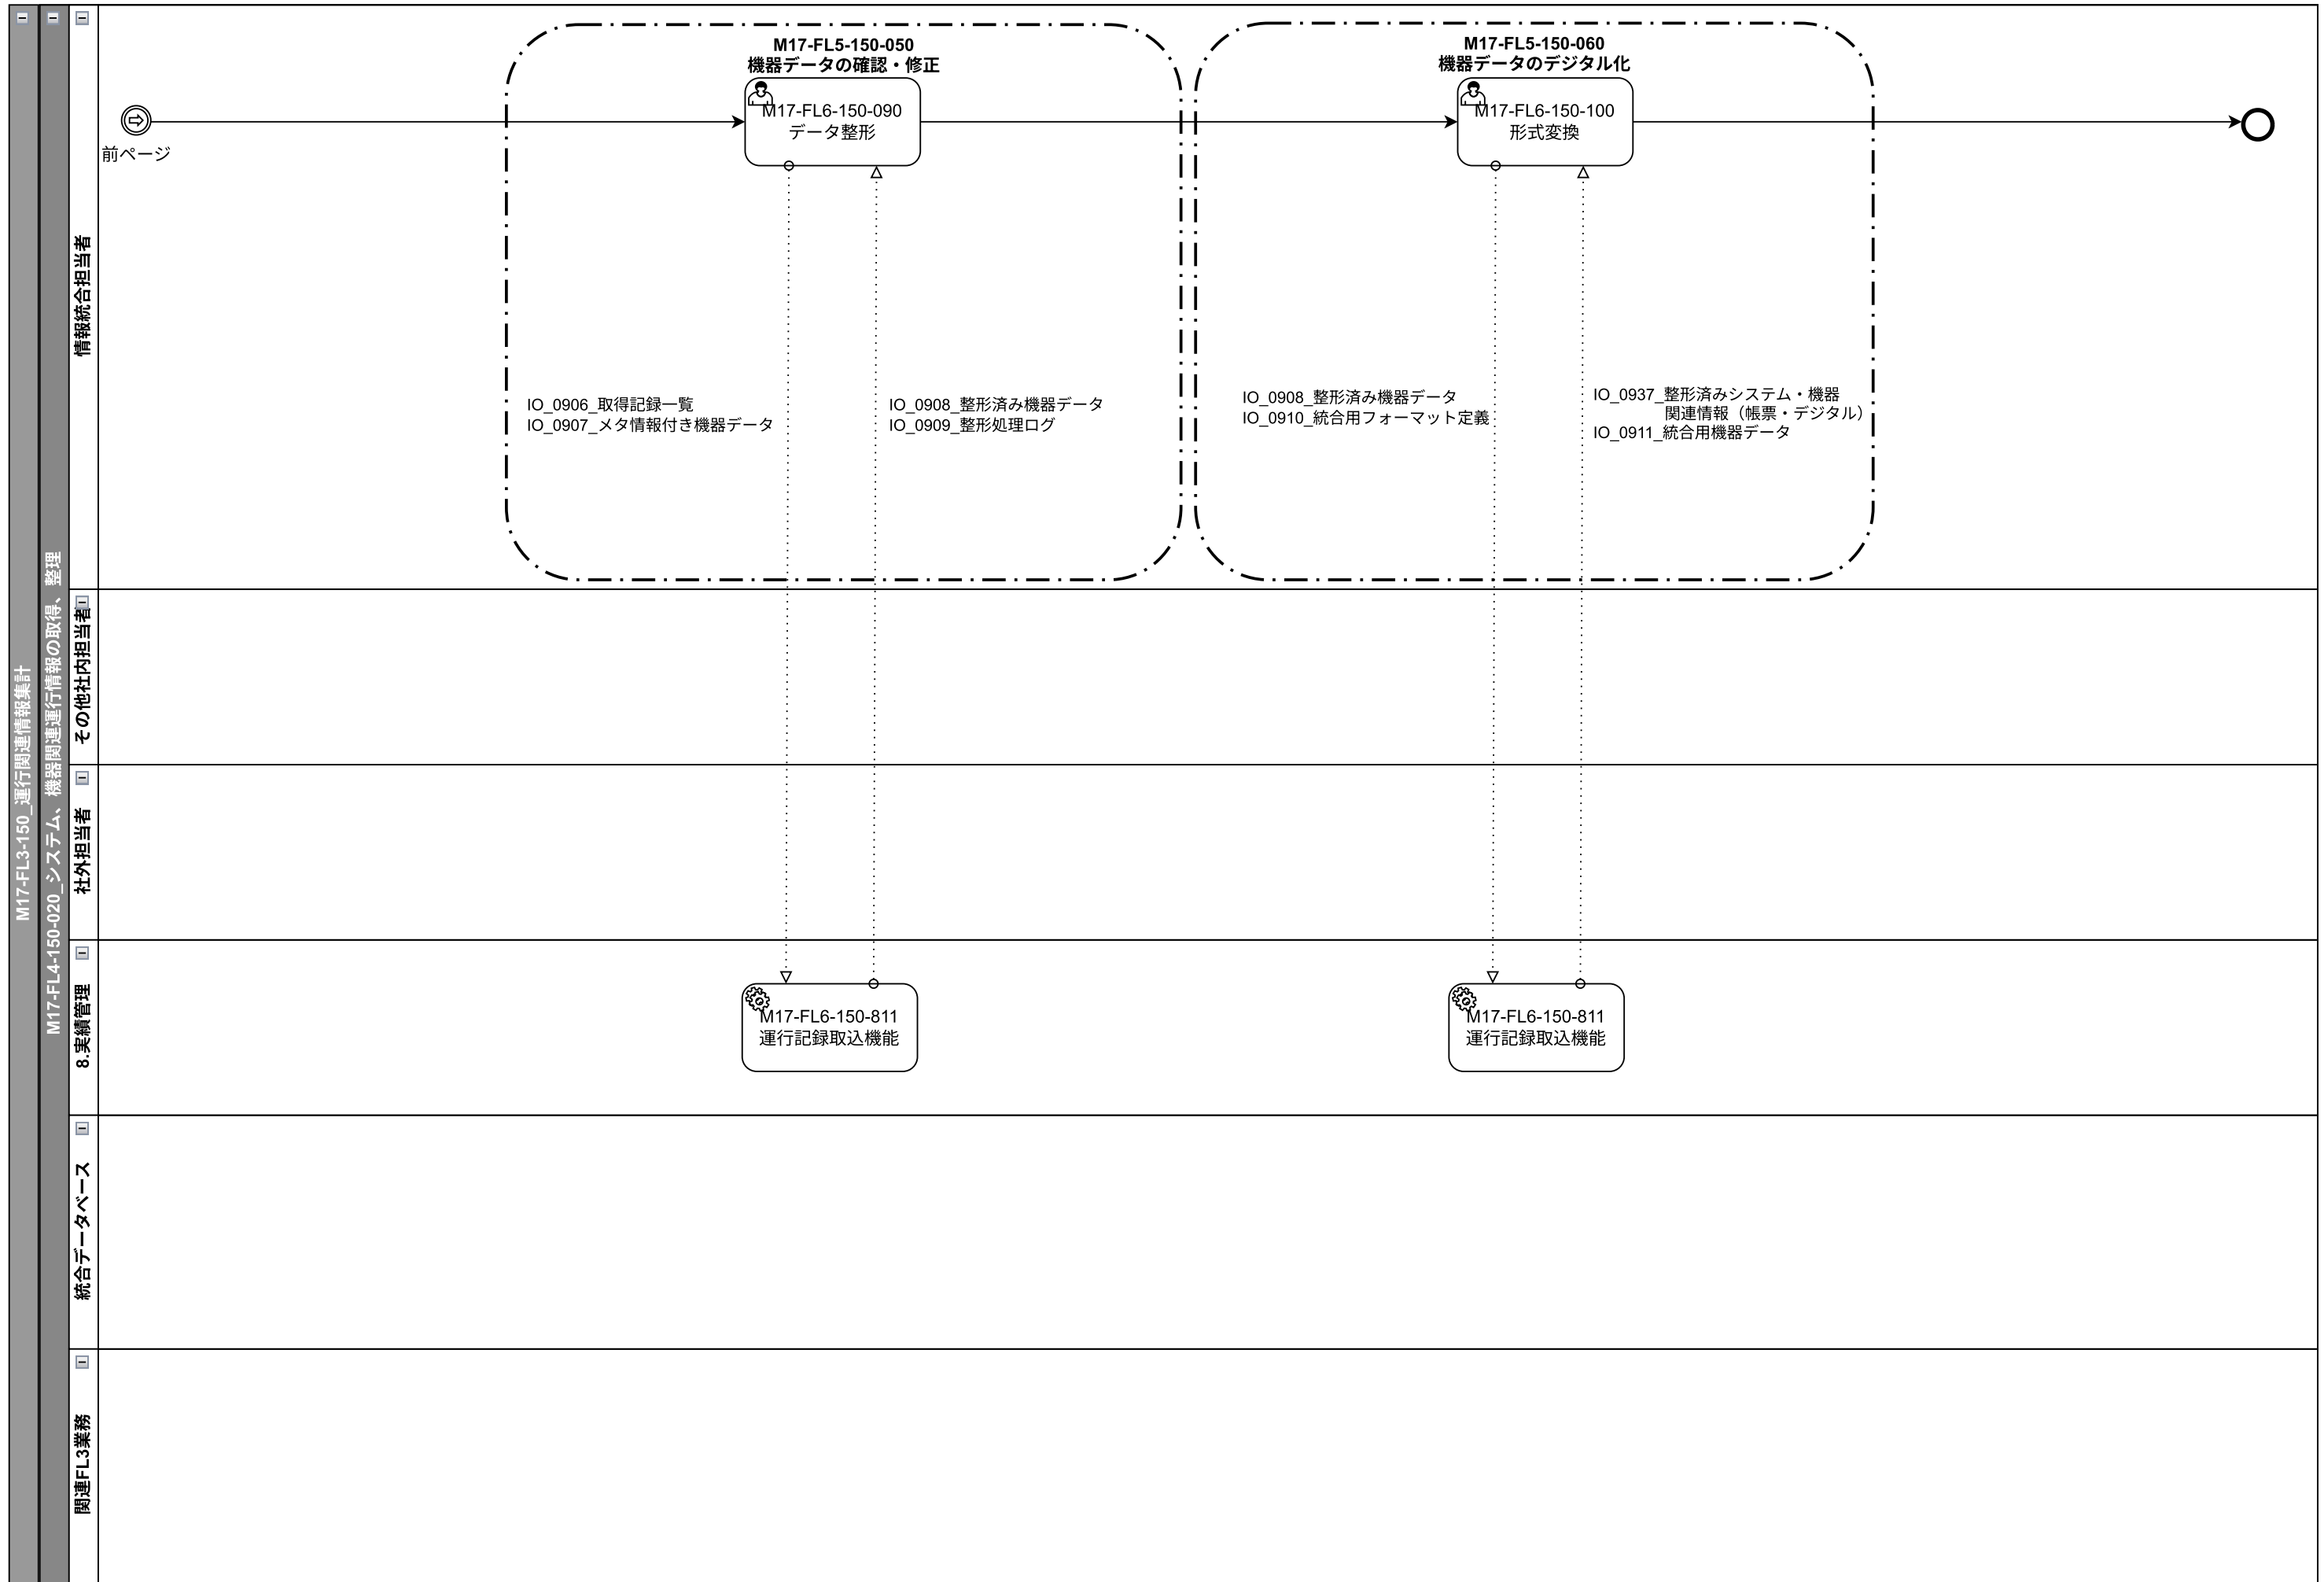 M17-FL3-150_運行関連情報集計
M17-FL4-150-020_システム、機器関連運行情報の取得、整理
情報統合担当者
前ページ
M17-FL5-150-050
機器データの確認・修正
M17-FL6-150-090
データ整形
IO_0906_取得記録一覧
IO_0907_メタ情報付き機器データ
IO_0908_整形済み機器データ
IO_0909_整形処理ログ
M17-FL5-150-060
機器データのデジタル化
M17-FL6-150-100
形式変換
IO_0908_整形済み機器データ
IO_0910_統合用フォーマット定義
IO_0937_整形済みシステム・機器
関連情報（帳票・デジタル）
IO_0911_統合用機器データ
その他社内担当者
社外担当者
8.実績管理
M17-FL6-150-811
運行記録取込機能
M17-FL6-150-811
運行記録取込機能
統合データベース
関連FL3業務